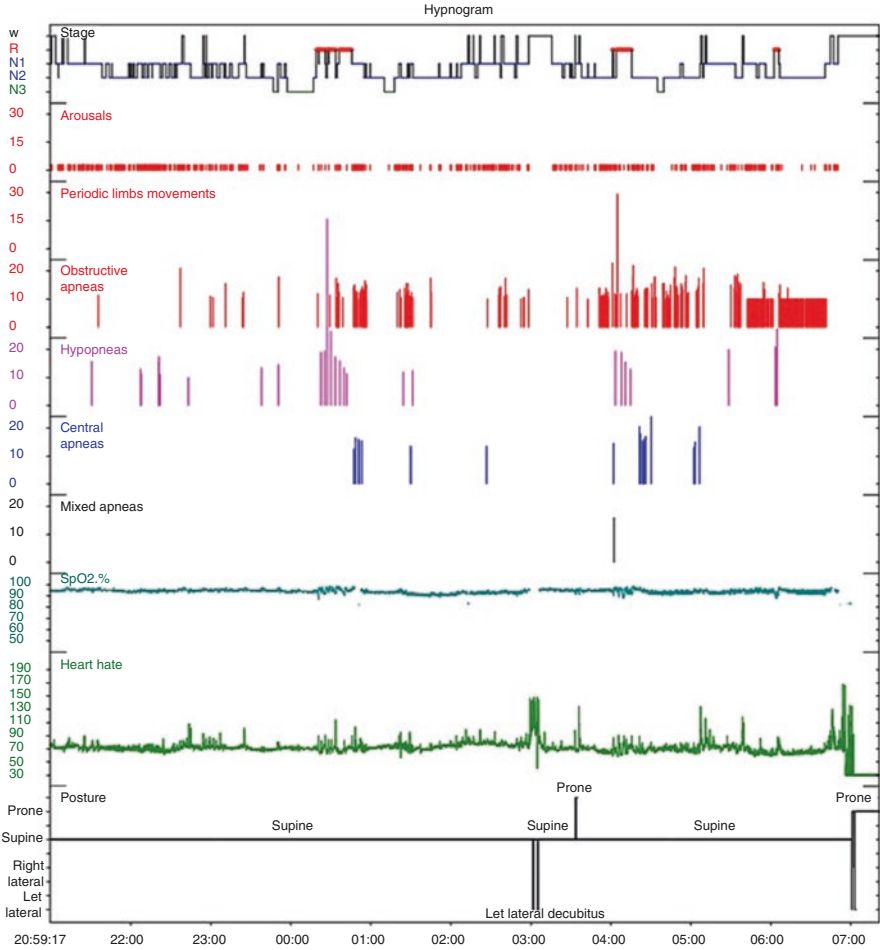 Hypnogram
w
Stage
R
N1
N2
N3
30
Arousals
15
0
30
Periodic limbs movements
15
0
20
Obstructive
apneas
10
0
20
Hypopneas
10
0
20
Central
apneas
10
0
20
Mixed apneas
10
0
SpO2.%
100
90
80
70
60
50
190
Heart hate
170
150
130
110
90
70
50
30
Posture
Prone
Prone
Prone
Supine
Supine
Supine
Supine
Right
lateral
Let
lateral
Let lateral decubitus
20:59:17 22:00 23:00 00:00 01:00 02:00 03:00 04:00 05:00 06:00 07:00